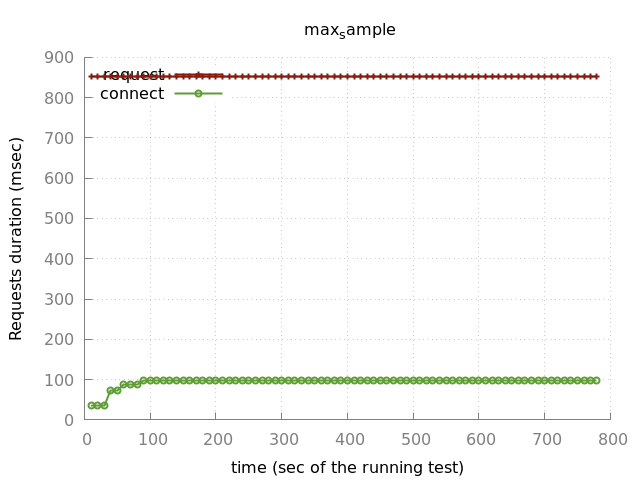 maxsample
900
800
700
600
500
400
300
200
100
0
request
connect
Requests duration (msec)
0 100 200 300 400 500 600 700 800
time (sec of the running test)